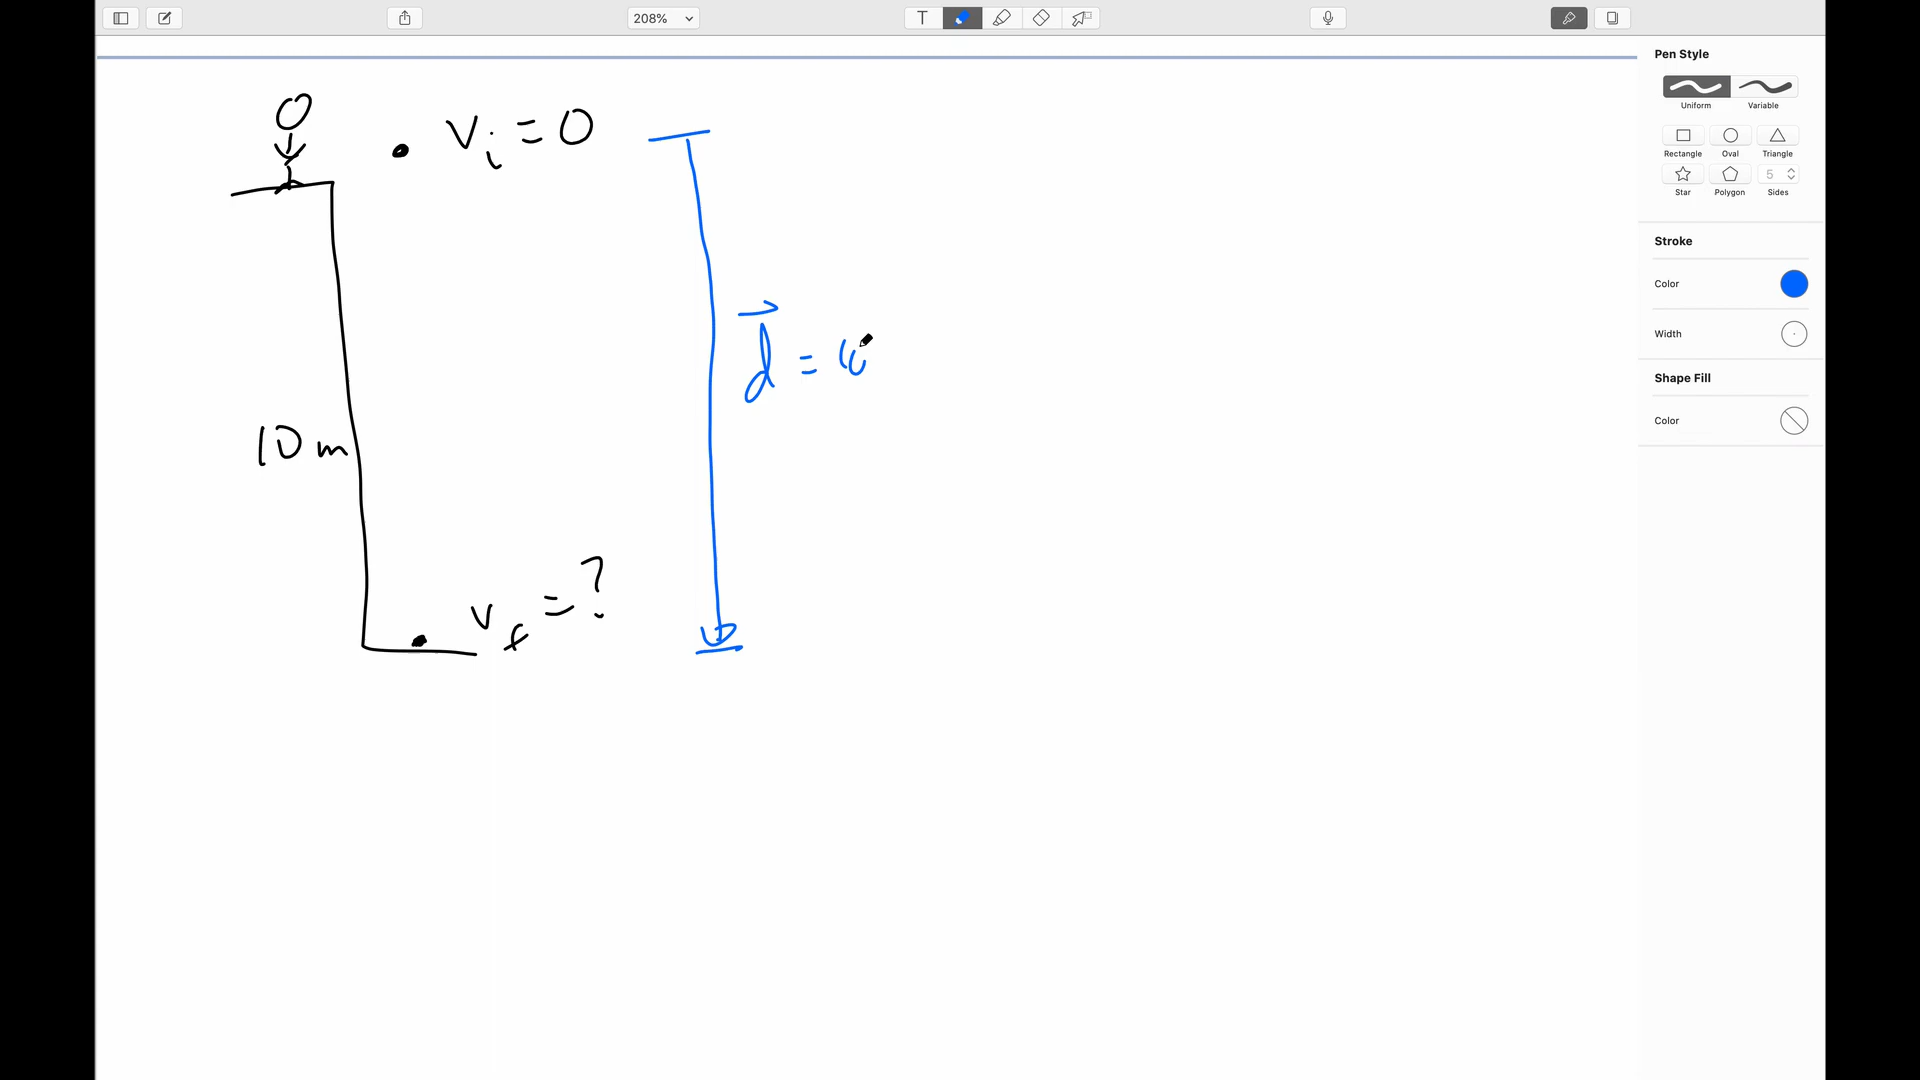 208%
T
Pen Style
Uniform Variable
Rectangle Oval Triangle
5
Star Polygon Sides
Stroke
Color
Width
Shape Fill
Color
vᵢ = 0
d⃗ = 10
10 m
v_f = ?